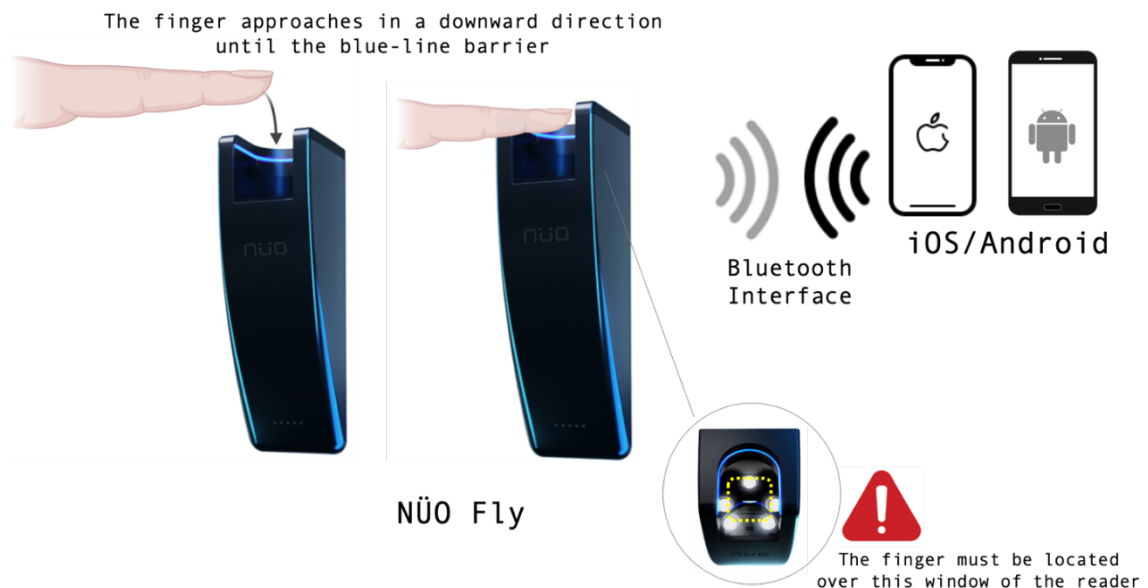 The finger approaches in a downward direction
until the blue-line barrier
nüo
nüo
Bluetooth
Interface
iOS/Android
NÜO Fly
nüo
!
The finger must be located
over this window of the reader